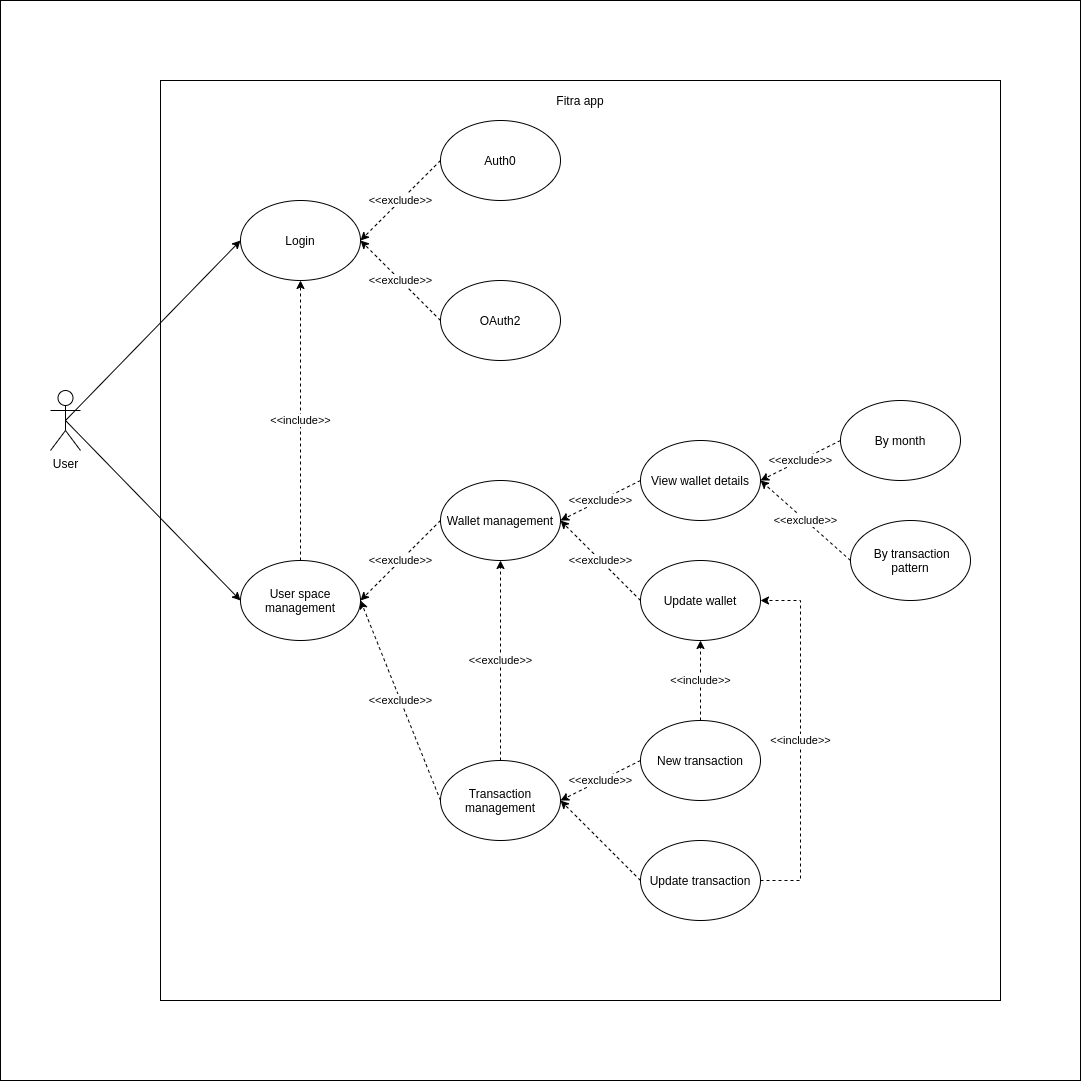 Fitra app
Auth0
<<exclude>>
Login
<<exclude>>
OAuth2
<<include>>
User
By month
<<exclude>>
View wallet details
<<exclude>>
Wallet management
<<exclude>>
By transaction
pattern
<<exclude>>
<<exclude>>
User space
management
Update wallet
<<exclude>>
<<include>>
<<exclude>>
<<include>>
New transaction
<<exclude>>
Transaction
management
Update transaction